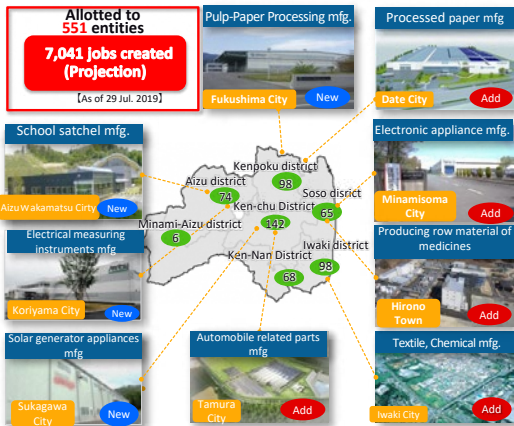 Allotted to
551 entities
7,041 jobs created
(Projection)
【As of 29 Jul. 2019】
Pulp-Paper Processing mfg.
Fukushima City
New
Processed paper mfg
Date City
Add
School satchel mfg.
Aizu Wakamatsu Cirty
New
Electronic appliance mfg.
Minamisoma
City
Add
Kenpoku district
98
Aizu district
74
Soso disrict
65
Ken-chu district
142
Minami-Aizu district
6
Iwaki district
98
Ken-Nan District
68
Electrical measuring
instruments mfg
Koriyama City
New
Producing row material of
medicines
Hirono
Town
Add
Solar generator appliances
mfg
Sukagawa
City
New
Automobile related parts
mfg
Tamura
City
Add
Textile, Chemical mfg.
Iwaki City
Add